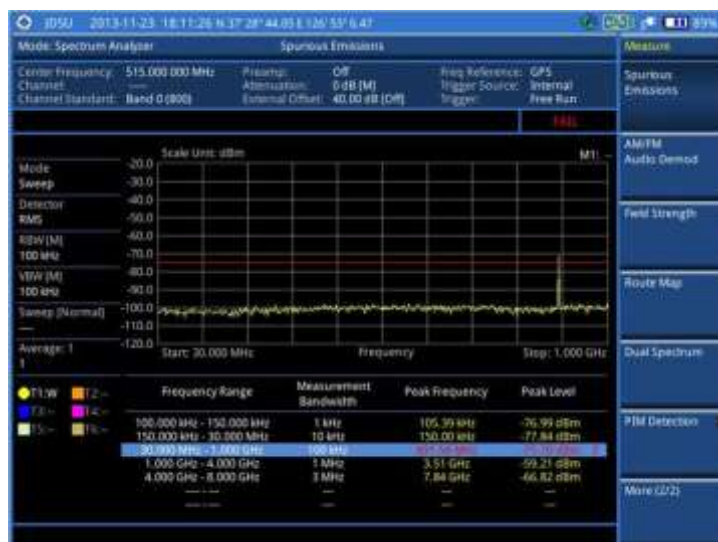 JDSU 2013-11-23 18:11:26 N 37° 28" 44.05 E 126° 55" 6.47 89%
Mode: Spectrum Analyzer Spurious Emissions Measure
Center Frequency: 515.000 000 MHz Preamp: Off Freq Reference: GPS
Channel: --- Attenuation: 0 dB [M] Trigger Source: Internal
Channel Standard: Band 0 (800) External Offset: 40.00 dB [Off] Trigger: Free Run
Spurious
Emissions
FAIL
Scale Unit: dBm M1: --
AM/FM
Audio Demod
Mode
Sweep
Detector
RMS
RBW [M]
100 kHz
VBW [M]
100 kHz
Sweep [Normal]
---
Average: 1
1
-20.0
-30.0
-40.0
-50.0
-60.0
-70.0
-80.0
-90.0
-100.0
-110.0
-120.0
Start: 30.000 MHz Frequency Stop: 1.000 GHz
Field Strength
Route Map
Dual Spectrum
T1:W T2:--
T3:-- T4:--
T5:-- T6:--
Frequency Range Measurement Bandwidth Peak Frequency Peak Level
100.000 kHz - 150.000 kHz 1 kHz 105.39 kHz -76.99 dBm
150.000 kHz - 30.000 MHz 10 kHz 150.00 kHz -77.84 dBm
30.000 MHz - 1.000 GHz 100 kHz
1.000 GHz - 4.000 GHz 1 MHz 3.51 GHz -59.21 dBm
4.000 GHz - 8.000 GHz 3 MHz 7.84 GHz -66.82 dBm
--- - --- --- --- ---
--- - --- --- --- ---
PIM Detection
More (2/2)